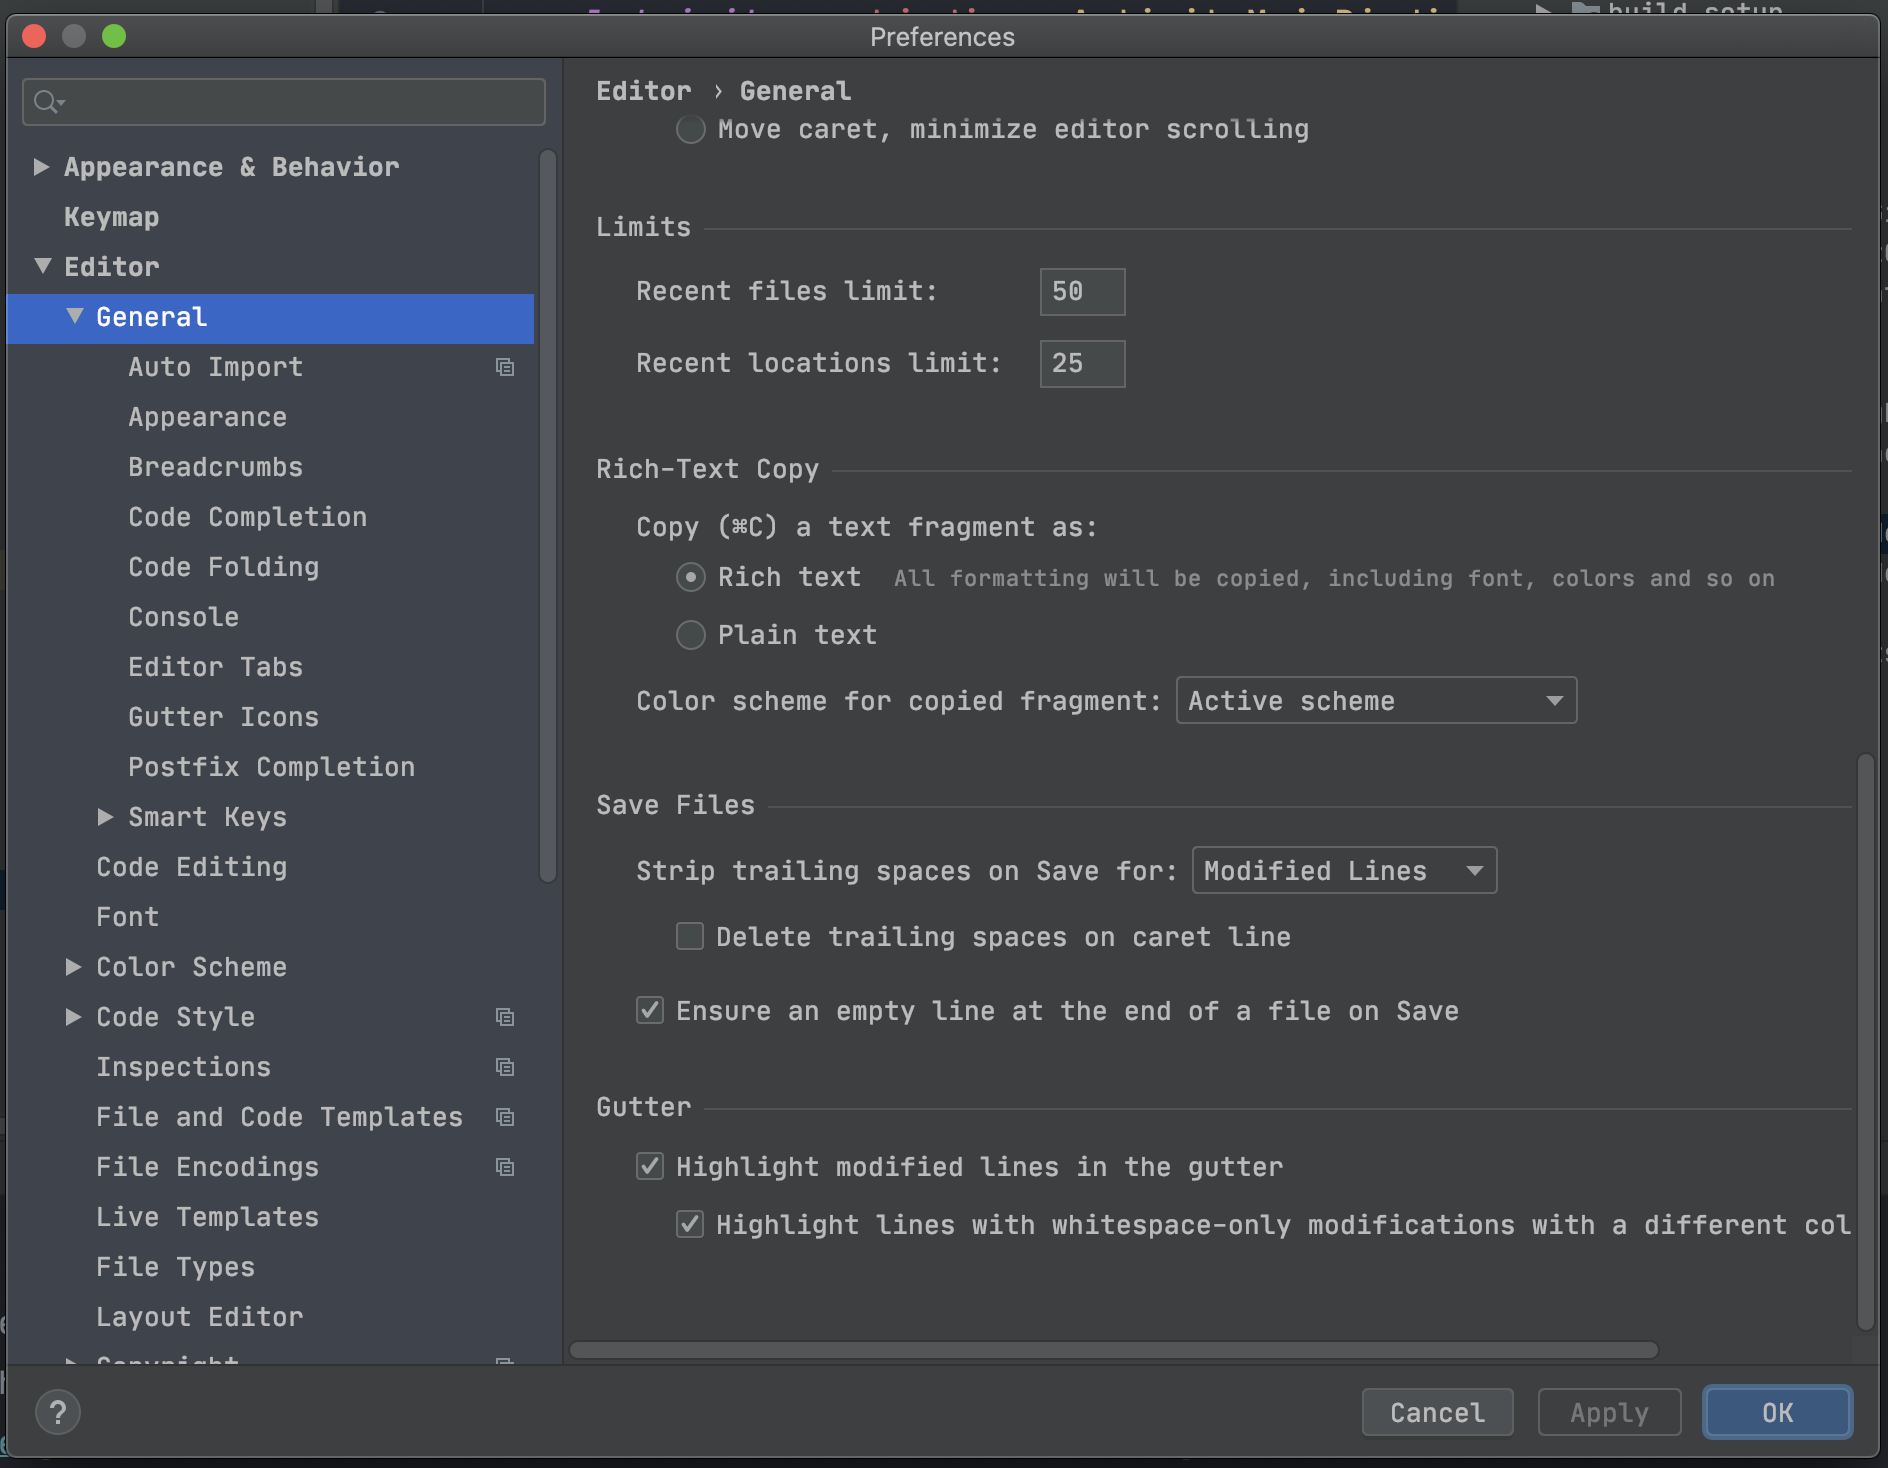 Preferences
Appearance & Behavior
Keymap
Editor
General
Auto Import
Appearance
Breadcrumbs
Code Completion
Code Folding
Console
Editor Tabs
Gutter Icons
Postfix Completion
Smart Keys
Code Editing
Font
Color Scheme
Code Style
Inspections
File and Code Templates
File Encodings
Live Templates
File Types
Layout Editor
Copyright
Editor › General
Move caret, minimize editor scrolling
Limits
Recent files limit: 50
Recent locations limit: 25
Rich-Text Copy
Copy (⌘C) a text fragment as:
Rich text All formatting will be copied, including font, colors and so on
Plain text
Color scheme for copied fragment: Active scheme
Save Files
Strip trailing spaces on Save for: Modified Lines
Delete trailing spaces on caret line
Ensure an empty line at the end of a file on Save
Gutter
Highlight modified lines in the gutter
Highlight lines with whitespace-only modifications with a different col
?
Cancel
Apply
OK